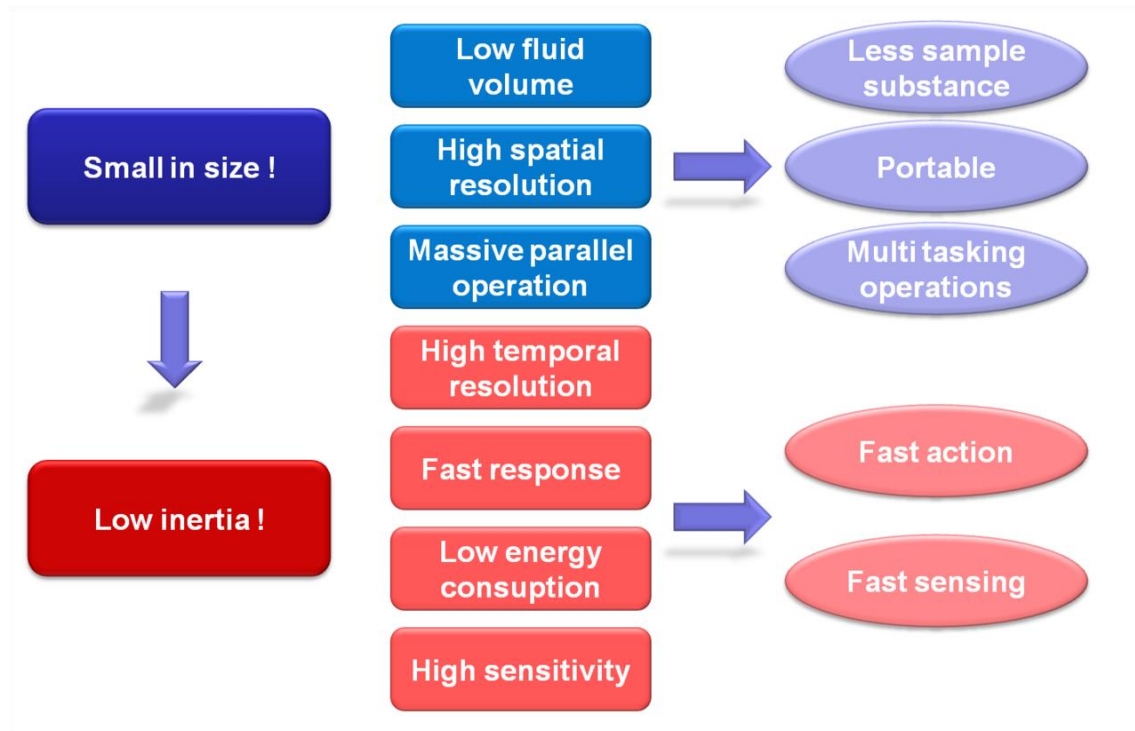 Small in size !
Low inertia !
Low fluid
volume
High spatial
resolution
Massive parallel
operation
High temporal
resolution
Fast response
Low energy
consuption
High sensitivity
Less sample
substance
Portable
Multi tasking
operations
Fast action
Fast sensing